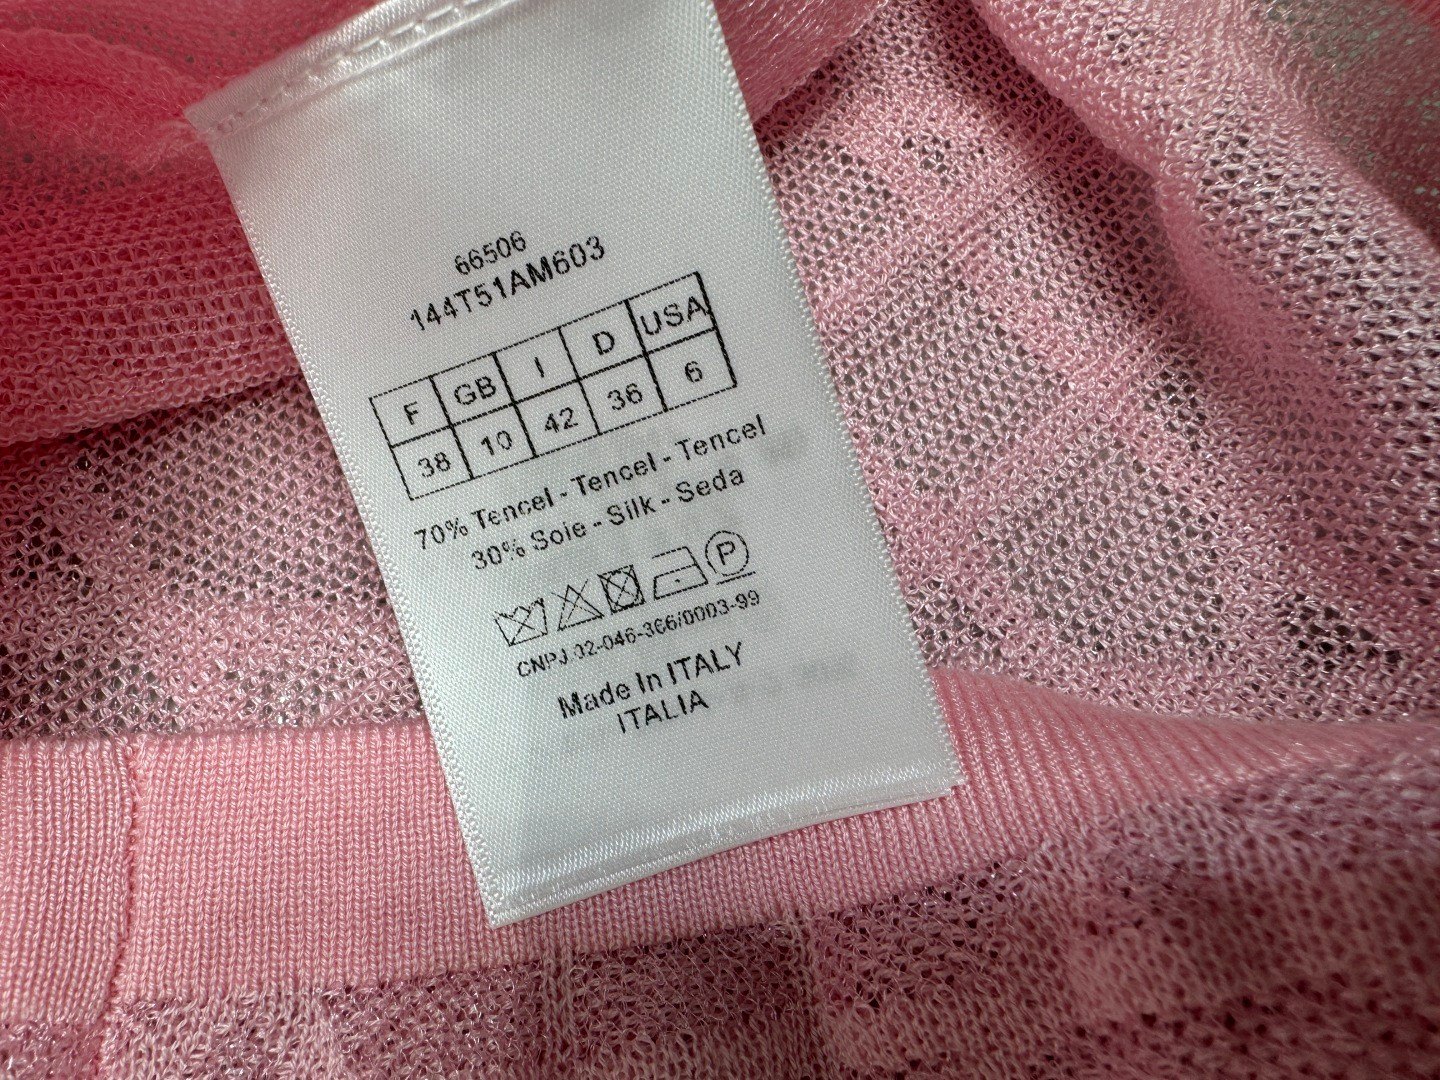 66506
144T51AM603
F GB I D USA
38 10 42 36 6
70% Tencel - Tencel - Tencel
30% Soie - Silk - Seda
P
CNPJ.02-046-366/0003-99
Made In ITALY
ITALIA